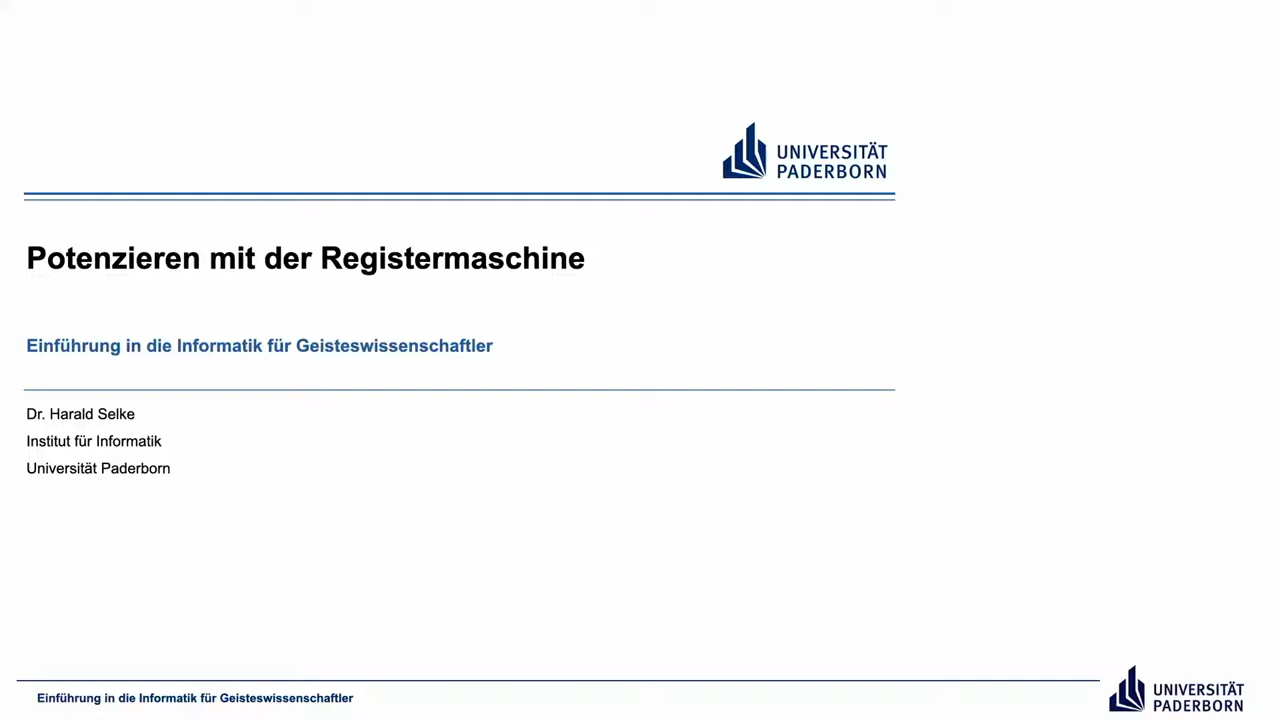 UNIVERSITÄT
PADERBORN
Potenzieren mit der Registermaschine
Einführung in die Informatik für Geisteswissenschaftler
Dr. Harald Selke
Institut für Informatik
Universität Paderborn
Einführung in die Informatik für Geisteswissenschaftler
UNIVERSITÄT
PADERBORN